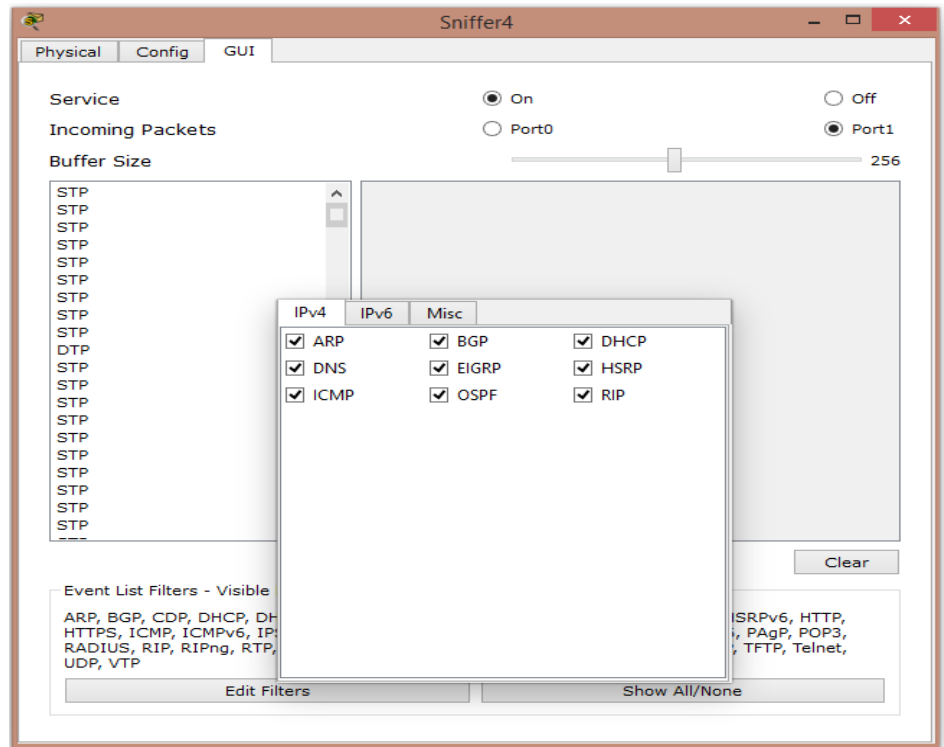 Sniffer4
Physical Config GUI
Service On Off
Incoming Packets Port0 Port1
Buffer Size 256
STP
STP
STP
STP
STP
STP
STP
STP
STP
DTP
STP
STP
STP
STP
STP
STP
STP
STP
STP
STP
IPv4 IPv6 Misc
ARP BGP DHCP
DNS EIGRP HSRP
ICMP OSPF RIP
Clear
Event List Filters - Visible
ARP, BGP, CDP, DHCP, HTTP,
HTTPS, ICMP, ICMPv6, PAgP, POP3,
RADIUS, RIP, RIPng, RTP, TFTP, Telnet,
UDP, VTP
Edit Filters Show All/None